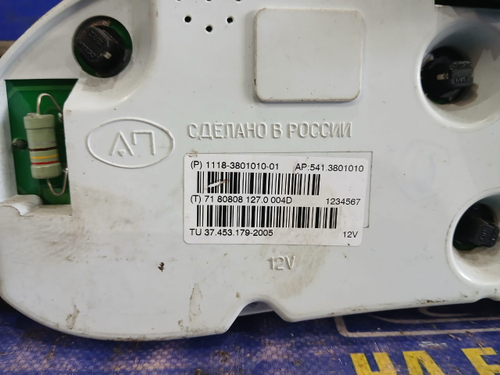 АП
СДЕЛАНО В РОССИИ
(P) 1118-3801010-01 AP:541.3801010
(T) 71 80808 127.0 004D 1234567
TU 37.453.179-2005 12V
12V
НА Б